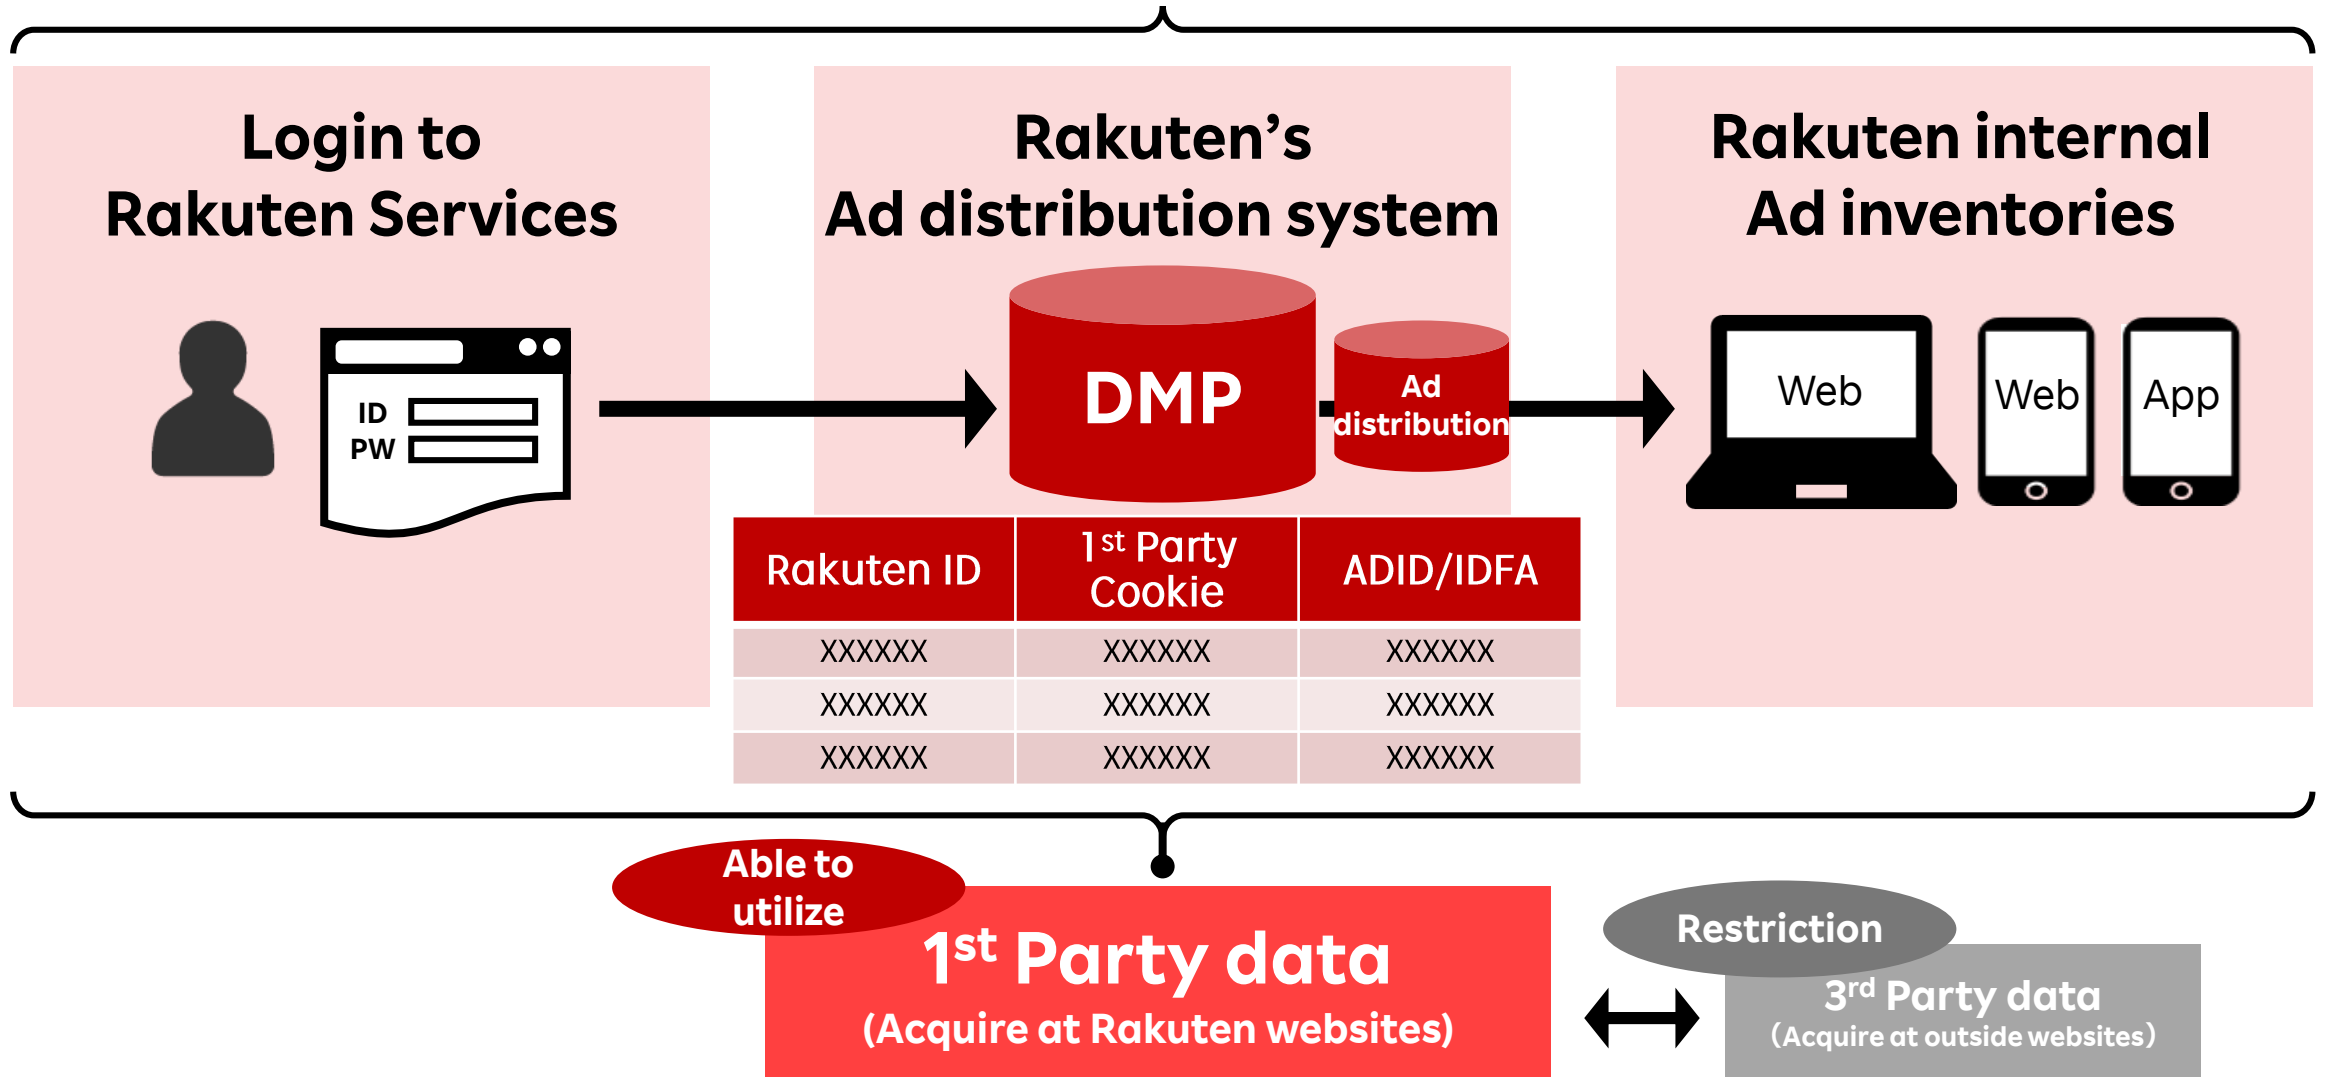 Login to
Rakuten Services
Rakuten’s
Ad distribution system
Rakuten internal
Ad inventories
ID
PW
DMP
Ad
distribution
Web
Web
App
Rakuten ID
1st Party
Cookie
ADID/IDFA
XXXXXX XXXXXX XXXXXX
XXXXXX XXXXXX XXXXXX
XXXXXX XXXXXX XXXXXX
Able to
utilize
1st Party data
(Acquire at Rakuten websites)
Restriction
3rd Party data
(Acquire at outside websites)